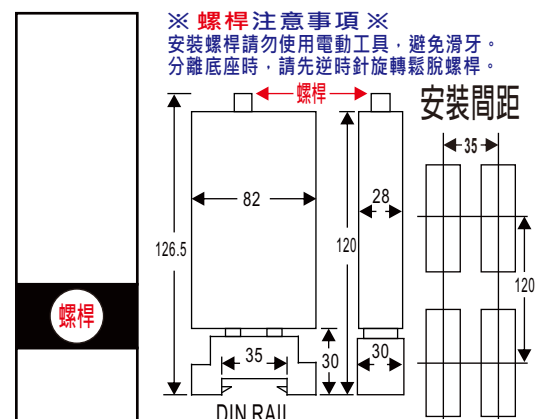 ※ 螺桿注意事項 ※
安裝螺桿請勿使用電動工具，避免滑牙。
分離底座時，請先逆時針旋轉鬆脫螺桿。
螺桿
安裝間距
35
82
28
126.5
120
120
螺桿
35
30
30
DIN RAIL